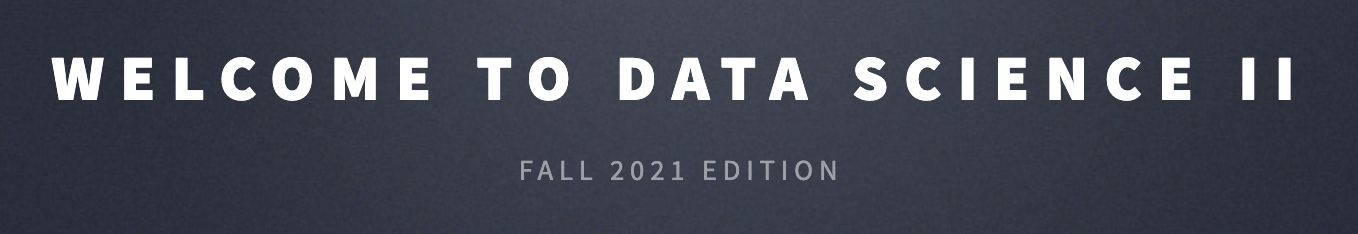 WELCOME TO DATA SCIENCE II
FALL 2021 EDITION